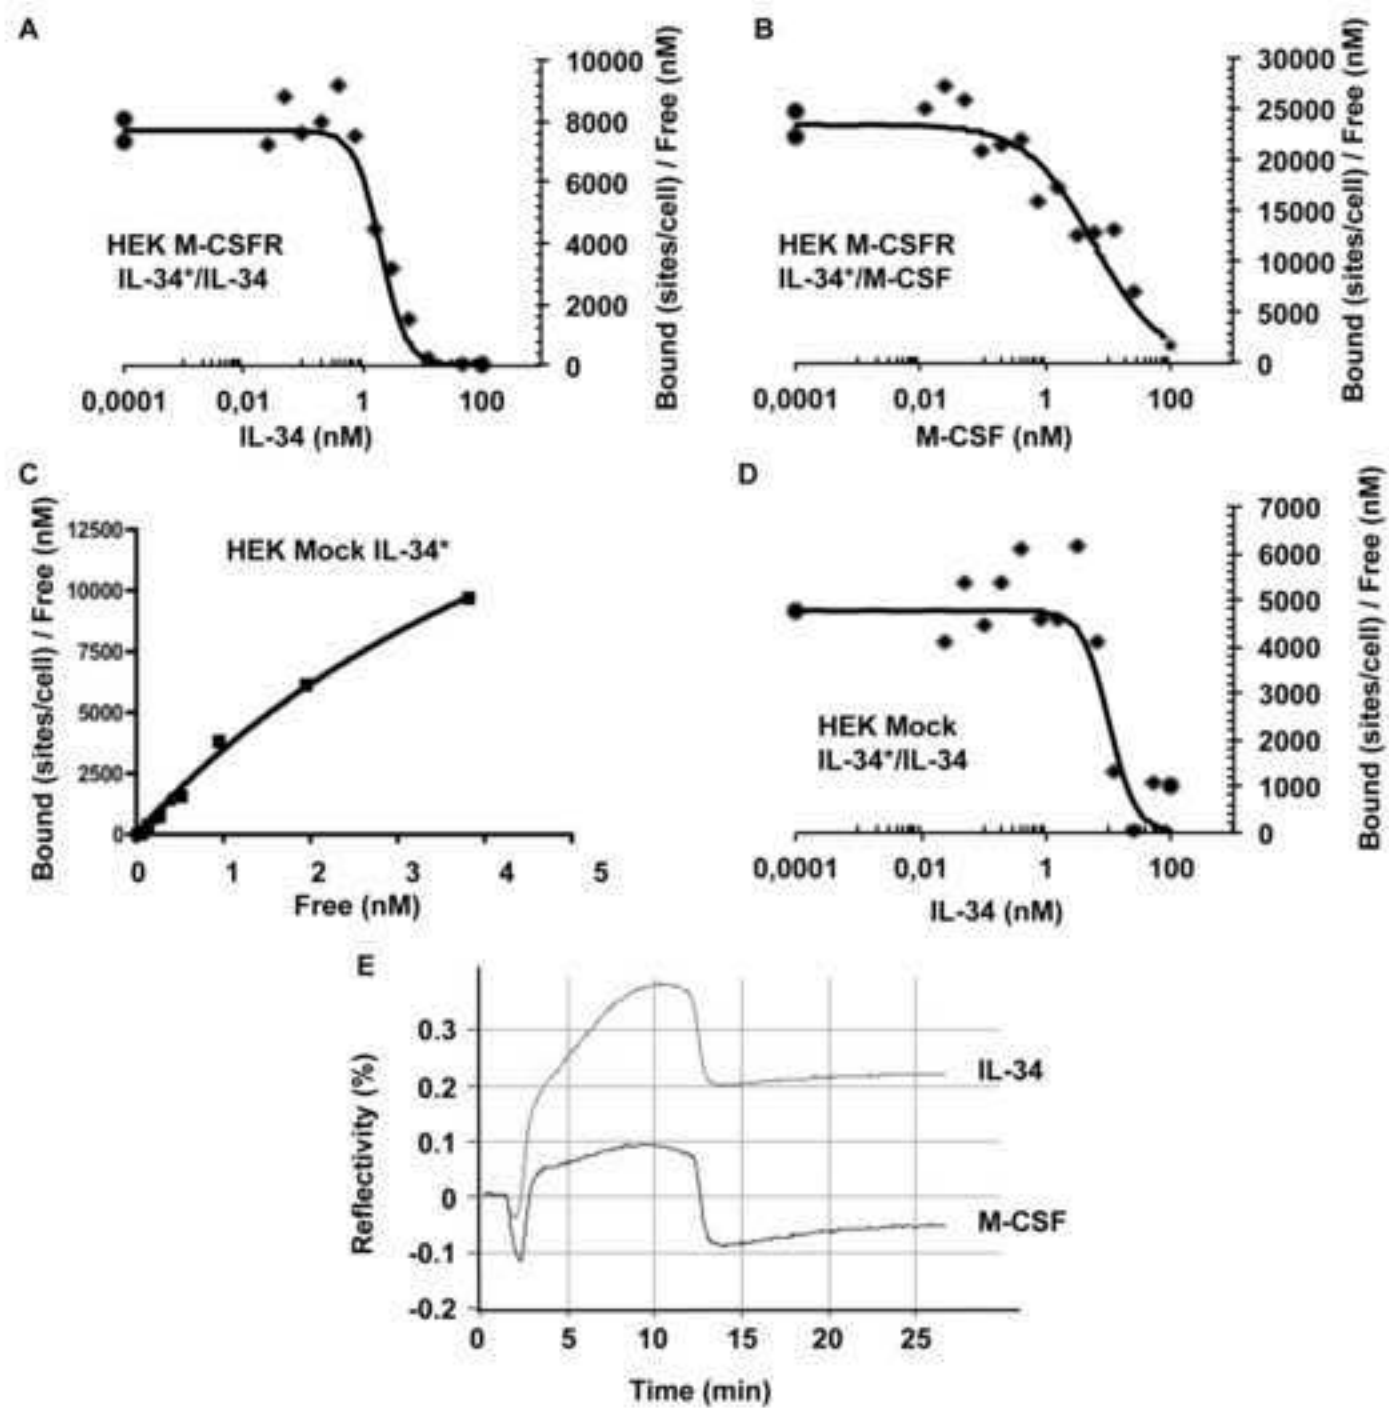 A
10000
8000
6000
4000
2000
0
Bound (sites/cell) / Free (nM)
HEK M-CSFR
IL-34*/IL-34
0,0001 0,01 1 100
IL-34 (nM)
B
30000
25000
20000
15000
10000
5000
0
Bound (sites/cell) / Free (nM)
HEK M-CSFR
IL-34*/M-CSF
0,0001 0,01 1 100
M-CSF (nM)
C
Bound (sites/cell) / Free (nM)
12500
10000
7500
5000
2500
0
HEK Mock IL-34*
0 1 2 3 4 5
Free (nM)
D
7000
6000
5000
4000
3000
2000
1000
0
Bound (sites/cell) / Free (nM)
HEK Mock
IL-34*/IL-34
0,0001 0,01 1 100
IL-34 (nM)
E
Reflectivity (%)
0.3
0.2
0.1
0
-0.1
-0.2
IL-34
M-CSF
0 5 10 15 20 25
Time (min)